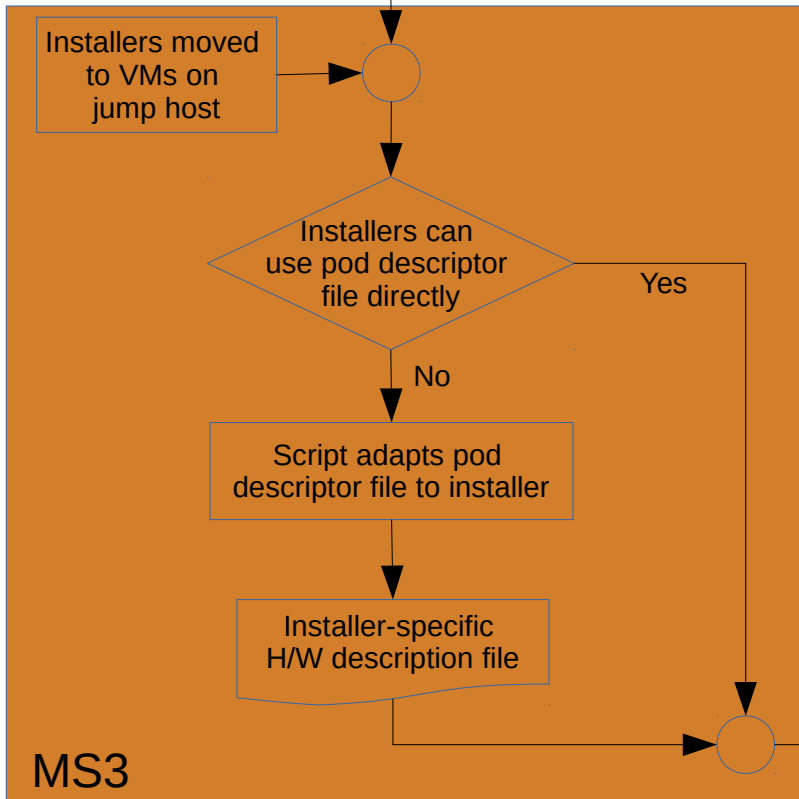 Installers moved
to VMs on
jump host
Installers can
use pod descriptor
file directly
Yes
No
Script adapts pod
descriptor file to installer
Installer-specific
H/W description file
MS3